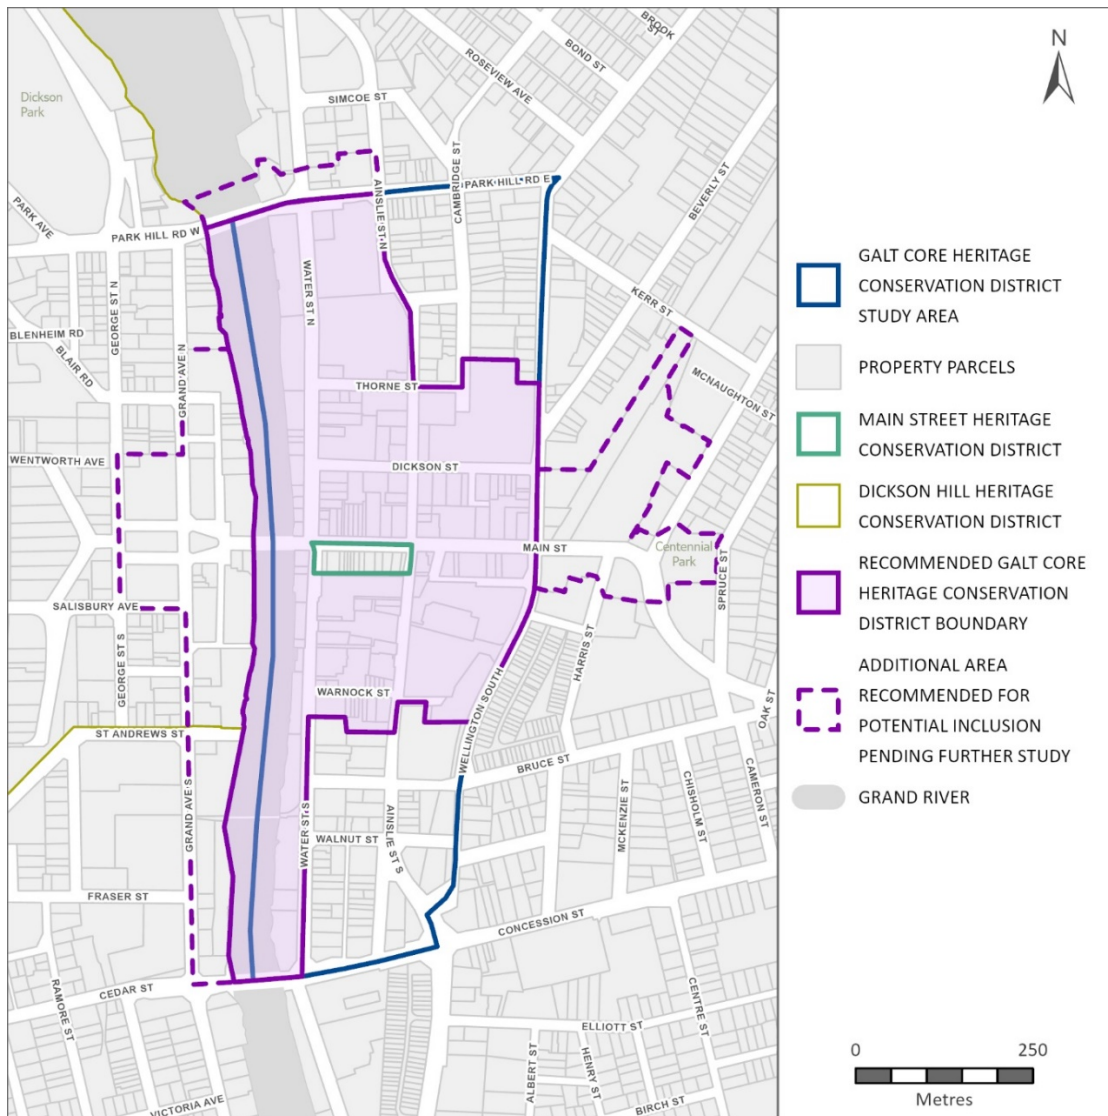 BROOK ST
BOND ST
ROSEVIEW AVE
SIMCOE ST
Dickson
Park
CAMBRIDGE ST
PARK HILL RD E
AINSLIE ST N
BEVERLY ST
PARK AVE
PARK HILL RD W
GEORGE ST N
WATER ST N
KERR ST
BLENHEIM RD
BLAIR RD
GRAND AVE N
THORNE ST
MCNAUGHTON ST
WENTWORTH AVE
DICKSON ST
MAIN ST
Centennial
Park
SPRUCE ST
SALISBURY AVE
GEORGE ST S
HARRIS ST
WARNOCK ST
WELLINGTON SOUTH
OAK ST
ST ANDREWS ST
BRUCE ST
GRAND AVE S
WATER ST S
AINSLIE ST S
WALNUT ST
MCKENZIE ST
CHISHOLM ST
CAMERON ST
FRASER ST
CONCESSION ST
CEDAR ST
RAMORE ST
CENTRE ST
ELLIOTT ST
ALBERT ST
HENRY ST
VICTORIA AVE
BIRCH ST
N
GALT CORE HERITAGE
CONSERVATION DISTRICT
STUDY AREA
PROPERTY PARCELS
MAIN STREET HERITAGE
CONSERVATION DISTRICT
DICKSON HILL HERITAGE
CONSERVATION DISTRICT
RECOMMENDED GALT CORE
HERITAGE CONSERVATION
DISTRICT BOUNDARY
ADDITIONAL AREA
RECOMMENDED FOR
POTENTIAL INCLUSION
PENDING FURTHER STUDY
GRAND RIVER
0 250
Metres